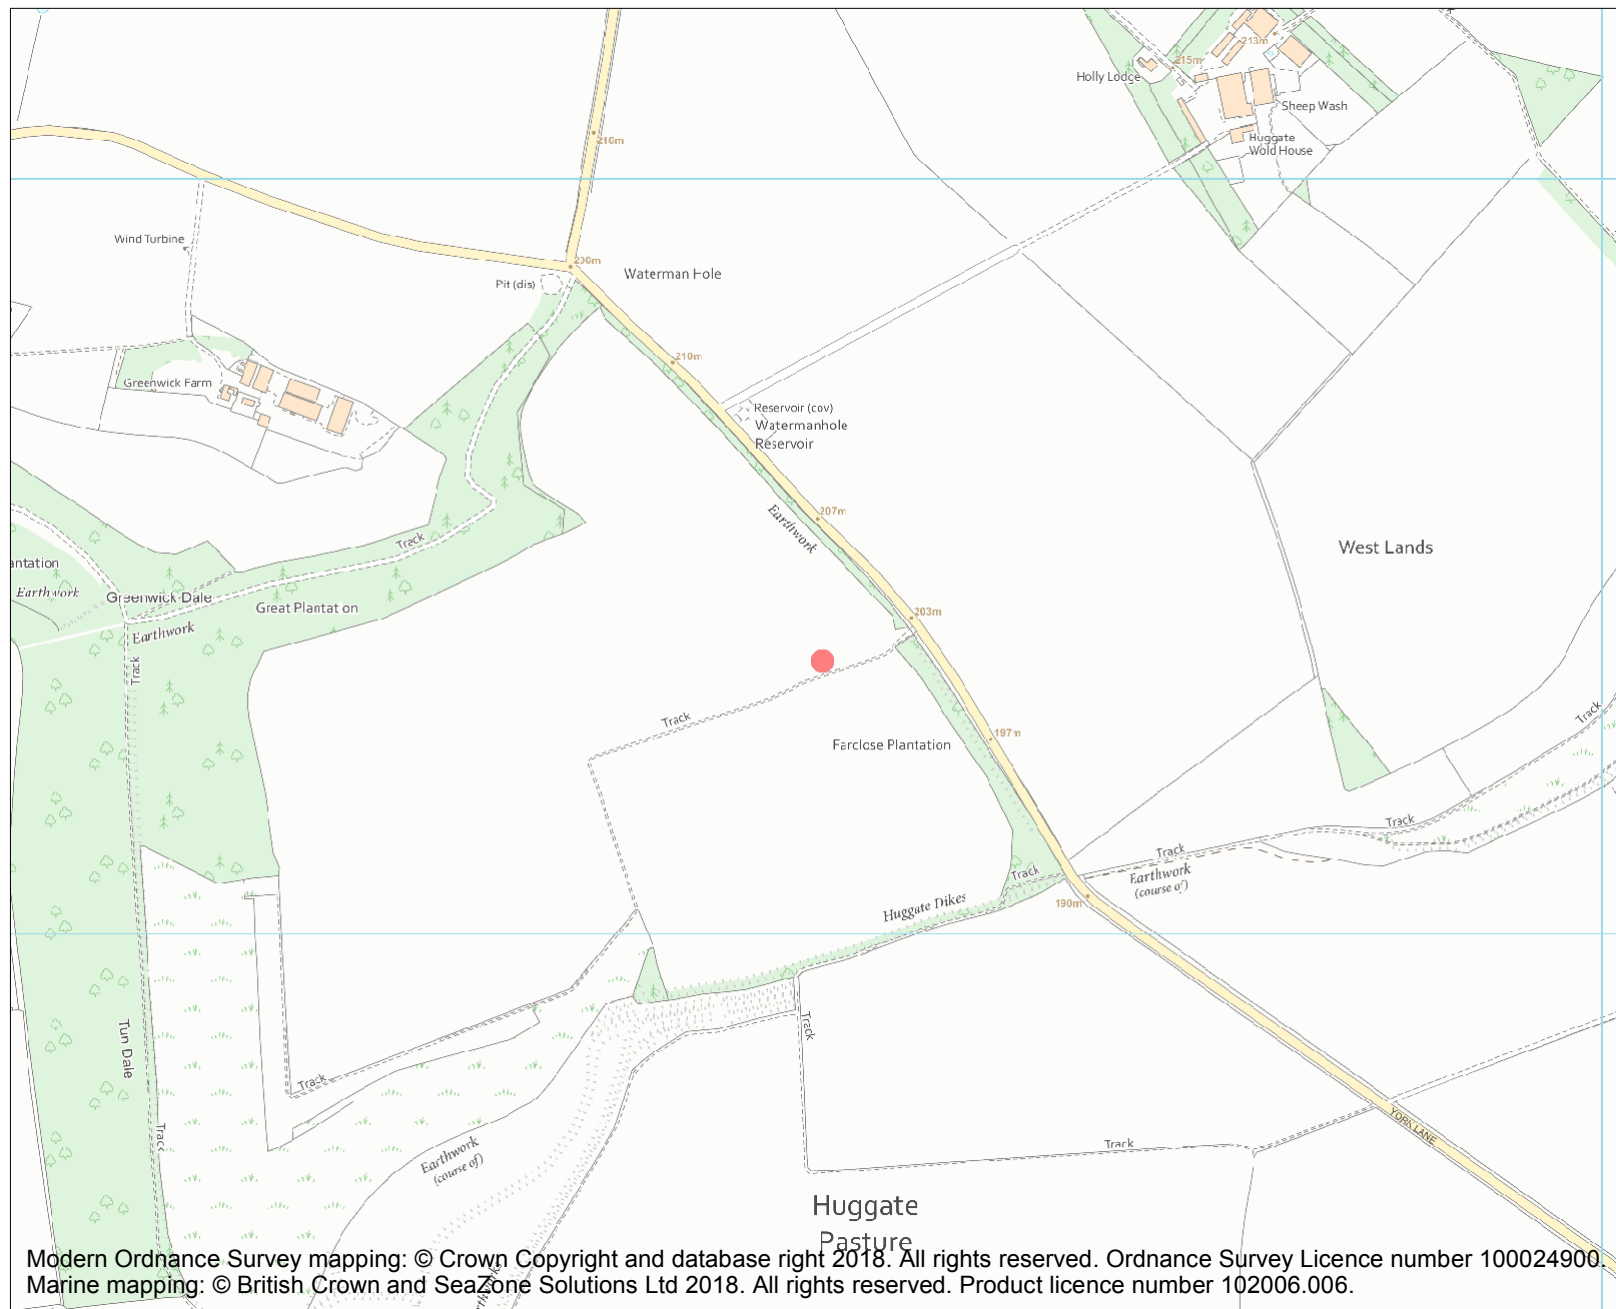 213m
215m
Holly Lodge
Sheep Wash
216m
Huggate
Wold House
Wind Turbine
206m
Waterman Hole
Pit (dis)
210m
Greenwick Farm
Reservoir (cov)
Watermanhole
Reservoir
207m
Earthwork
Track
West Lands
antation
Earthwork
Greenwick Dale
Great Plantation
203m
Earthwork
Track
Track
Track
197m
Farclose Plantation
Track
Track
Track
Earthwork
(course of)
190m
Huggate Dikes
Track
Tun Dale
Track
Track
YORK LANE
Track
Earthwork
(course of)
Huggate
Pasture
Modern Ordnance Survey mapping: © Crown Copyright and database right 2018. All rights reserved. Ordnance Survey Licence number 100024900.
Marine mapping: © British Crown and SeaZone Solutions Ltd 2018. All rights reserved. Product licence number 102006.006.